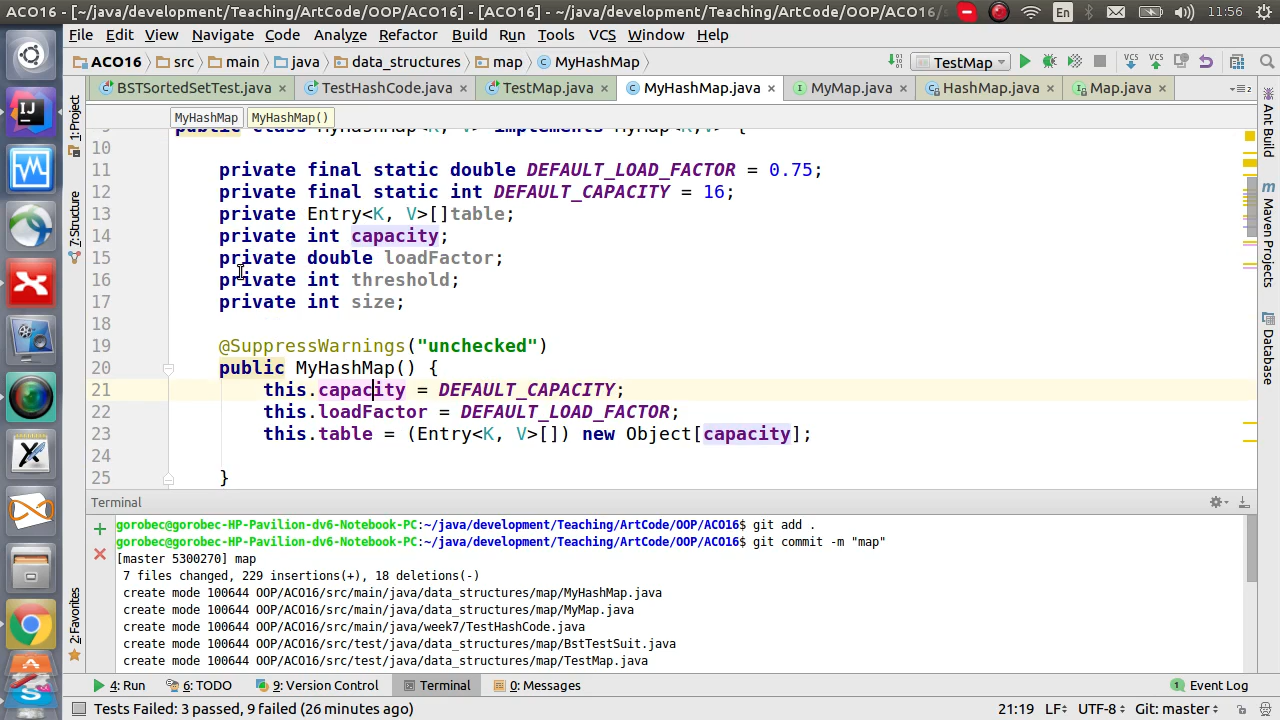 ACO16 - [~/java/development/Teaching/ArtCode/OOP/ACO16] - [ACO16] - ~/java/development/Teaching/ArtCode/OOP/ACO16/s
En 11:56
File Edit View Navigate Code Analyze Refactor Build Run Tools VCS Window Help
ACO16 src main java data_structures map MyHashMap TestMap VCS VCS
BSTSortedSetTest.java TestHashCode.java TestMap.java MyHashMap.java MyMap.java HashMap.java Map.java
MyHashMap MyHashMap()
public class MyHashMap<K, V> implements MyMap<K,V> {
10
11 private final static double DEFAULT_LOAD_FACTOR = 0.75;
12 private final static int DEFAULT_CAPACITY = 16;
13 private Entry<K, V>[]table;
14 private int capacity;
15 private double loadFactor;
16 private int threshold;
17 private int size;
18
19 @SuppressWarnings("unchecked")
20 public MyHashMap() {
21 this.capacity = DEFAULT_CAPACITY;
22 this.loadFactor = DEFAULT_LOAD_FACTOR;
23 this.table = (Entry<K, V>[]) new Object[capacity];
24
25 }
1: Project
7: Structure
2: Favorites
Ant Build
Maven Projects
Database
Terminal
gorobec@gorobec-HP-Pavilion-dv6-Notebook-PC:~/java/development/Teaching/ArtCode/OOP/ACO16$ git add .
gorobec@gorobec-HP-Pavilion-dv6-Notebook-PC:~/java/development/Teaching/ArtCode/OOP/ACO16$ git commit -m "map"
[master 5300270] map
7 files changed, 229 insertions(+), 18 deletions(-)
create mode 100644 OOP/ACO16/src/main/java/data_structures/map/MyHashMap.java
create mode 100644 OOP/ACO16/src/main/java/data_structures/map/MyMap.java
create mode 100644 OOP/ACO16/src/main/java/week7/TestHashCode.java
create mode 100644 OOP/ACO16/src/test/java/data_structures/map/BstTestSuit.java
create mode 100644 OOP/ACO16/src/test/java/data_structures/map/TestMap.java
4: Run 6: TODO 9: Version Control Terminal 0: Messages 1 Event Log
Tests Failed: 3 passed, 9 failed (26 minutes ago) 21:19 LF UTF-8 Git: master